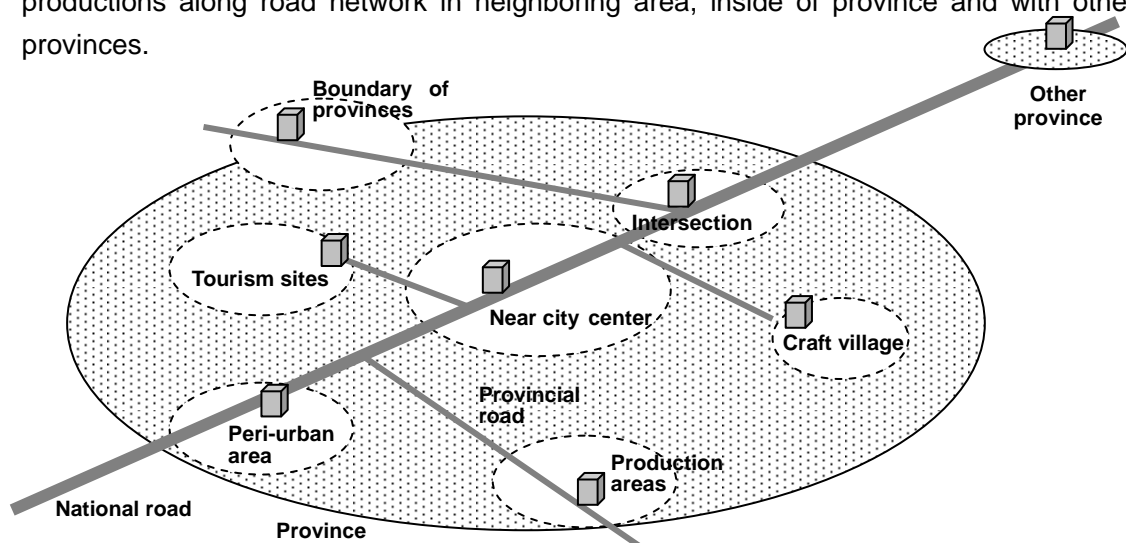 productions along road network in neighboring area, inside of province and with other
provinces.
Boundary of
provinces
Other
province
Intersection
Tourism sites
Near city center
Craft village
Provincial
road
Peri-urban
area
Production
areas
National road
Province